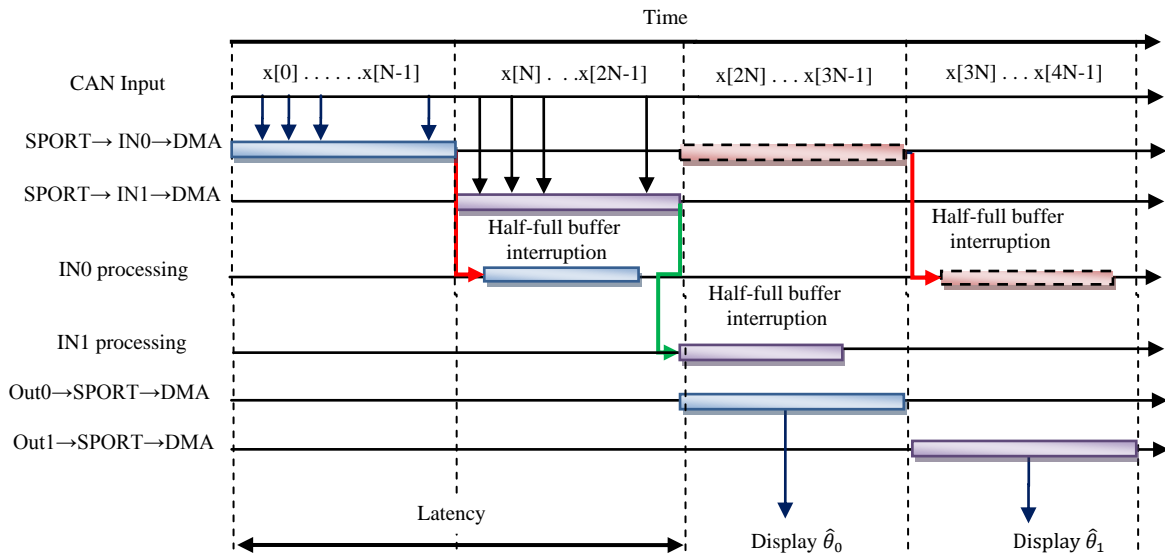 Time
x[0] . . . . . .x[N-1]
x[N] . . .x[2N-1]
x[2N] . . . x[3N-1]
x[3N] . . . x[4N-1]
CAN Input
SPORT→ IN0→DMA
SPORT→ IN1→DMA
Half-full buffer
interruption
Half-full buffer
interruption
IN0 processing
Half-full buffer
interruption
IN1 processing
Out0→SPORT→DMA
Out1→SPORT→DMA
Latency
Display θ̂₀
Display θ̂₁